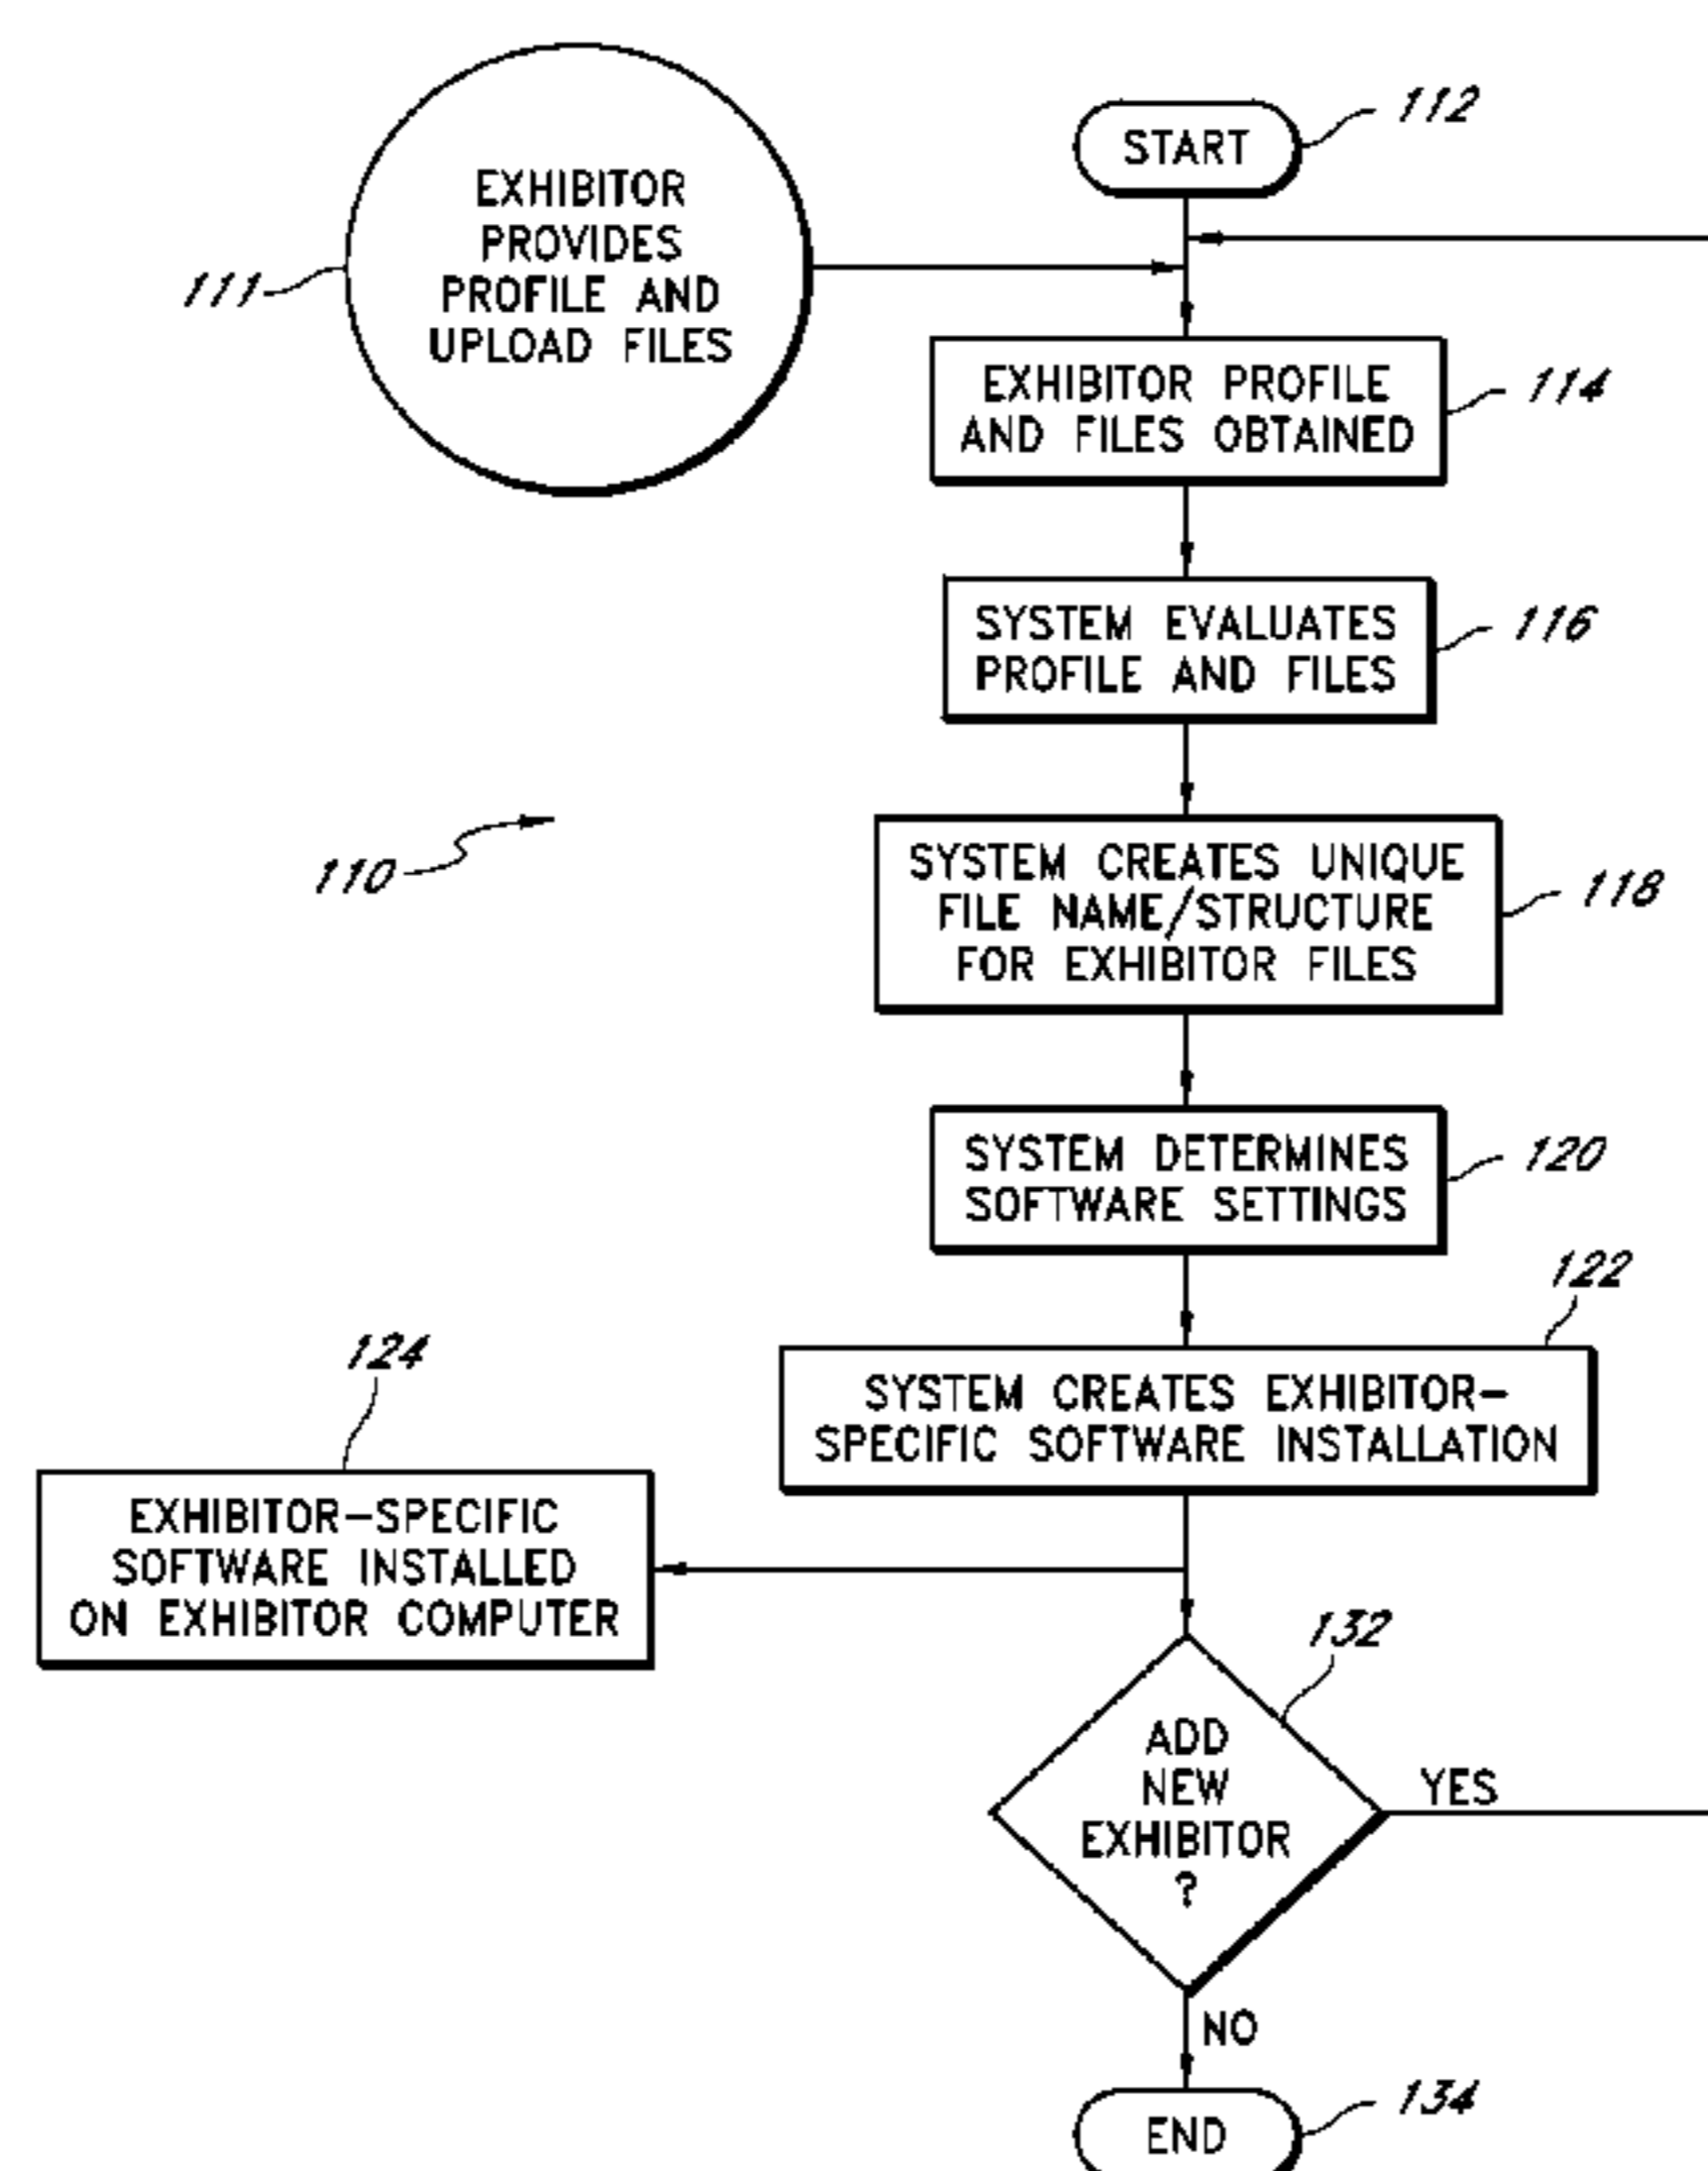 112
START
EXHIBITOR
PROVIDES
PROFILE AND
UPLOAD FILES
111
EXHIBITOR PROFILE
AND FILES OBTAINED
114
SYSTEM EVALUATES
PROFILE AND FILES
116
110
SYSTEM CREATES UNIQUE
FILE NAME/STRUCTURE
FOR EXHIBITOR FILES
118
SYSTEM DETERMINES
SOFTWARE SETTINGS
120
122
SYSTEM CREATES EXHIBITOR-
SPECIFIC SOFTWARE INSTALLATION
124
EXHIBITOR-SPECIFIC
SOFTWARE INSTALLED
ON EXHIBITOR COMPUTER
132
ADD
NEW
EXHIBITOR
?
YES
NO
END
134